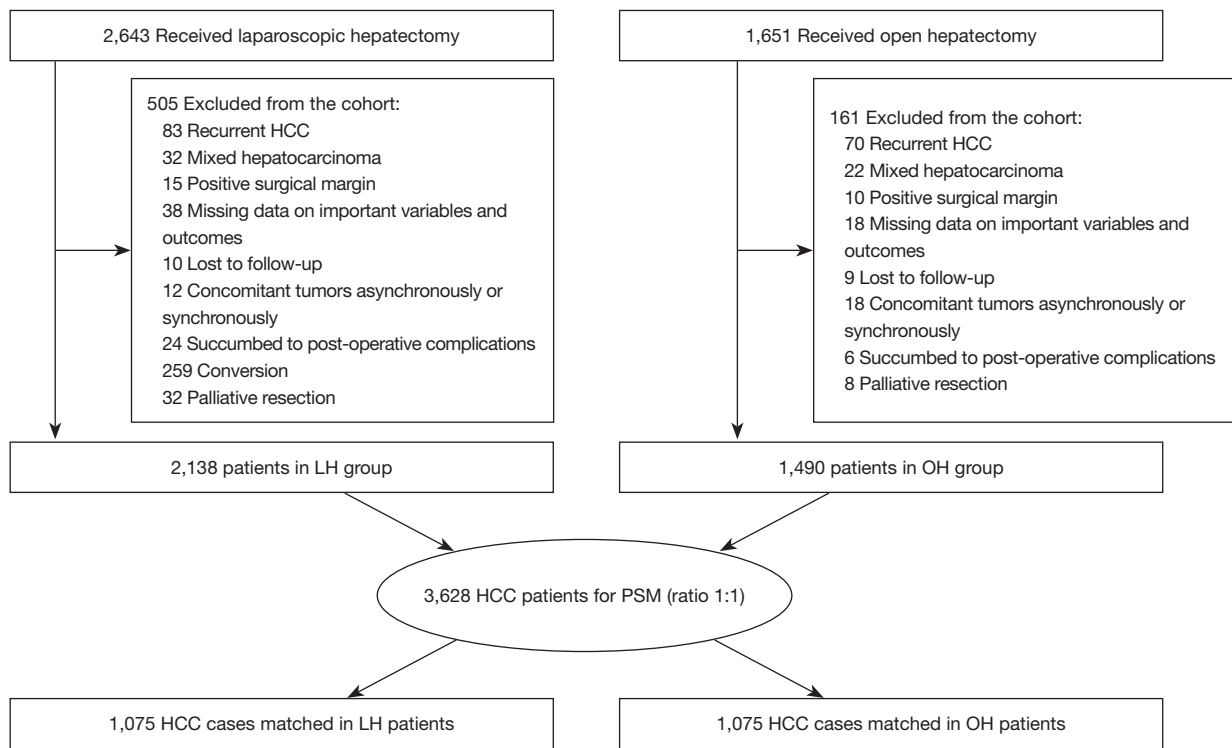 2,643 Received laparoscopic hepatectomy
505 Excluded from the cohort:
83 Recurrent HCC
32 Mixed hepatocarcinoma
15 Positive surgical margin
38 Missing data on important variables and
outcomes
10 Lost to follow-up
12 Concomitant tumors asynchronously or
synchronously
24 Succumbed to post-operative complications
259 Conversion
32 Palliative resection
2,138 patients in LH group
1,651 Received open hepatectomy
161 Excluded from the cohort:
70 Recurrent HCC
22 Mixed hepatocarcinoma
10 Positive surgical margin
18 Missing data on important variables and
outcomes
9 Lost to follow-up
18 Concomitant tumors asynchronously or
synchronously
6 Succumbed to post-operative complications
8 Palliative resection
1,490 patients in OH group
3,628 HCC patients for PSM (ratio 1:1)
1,075 HCC cases matched in LH patients
1,075 HCC cases matched in OH patients